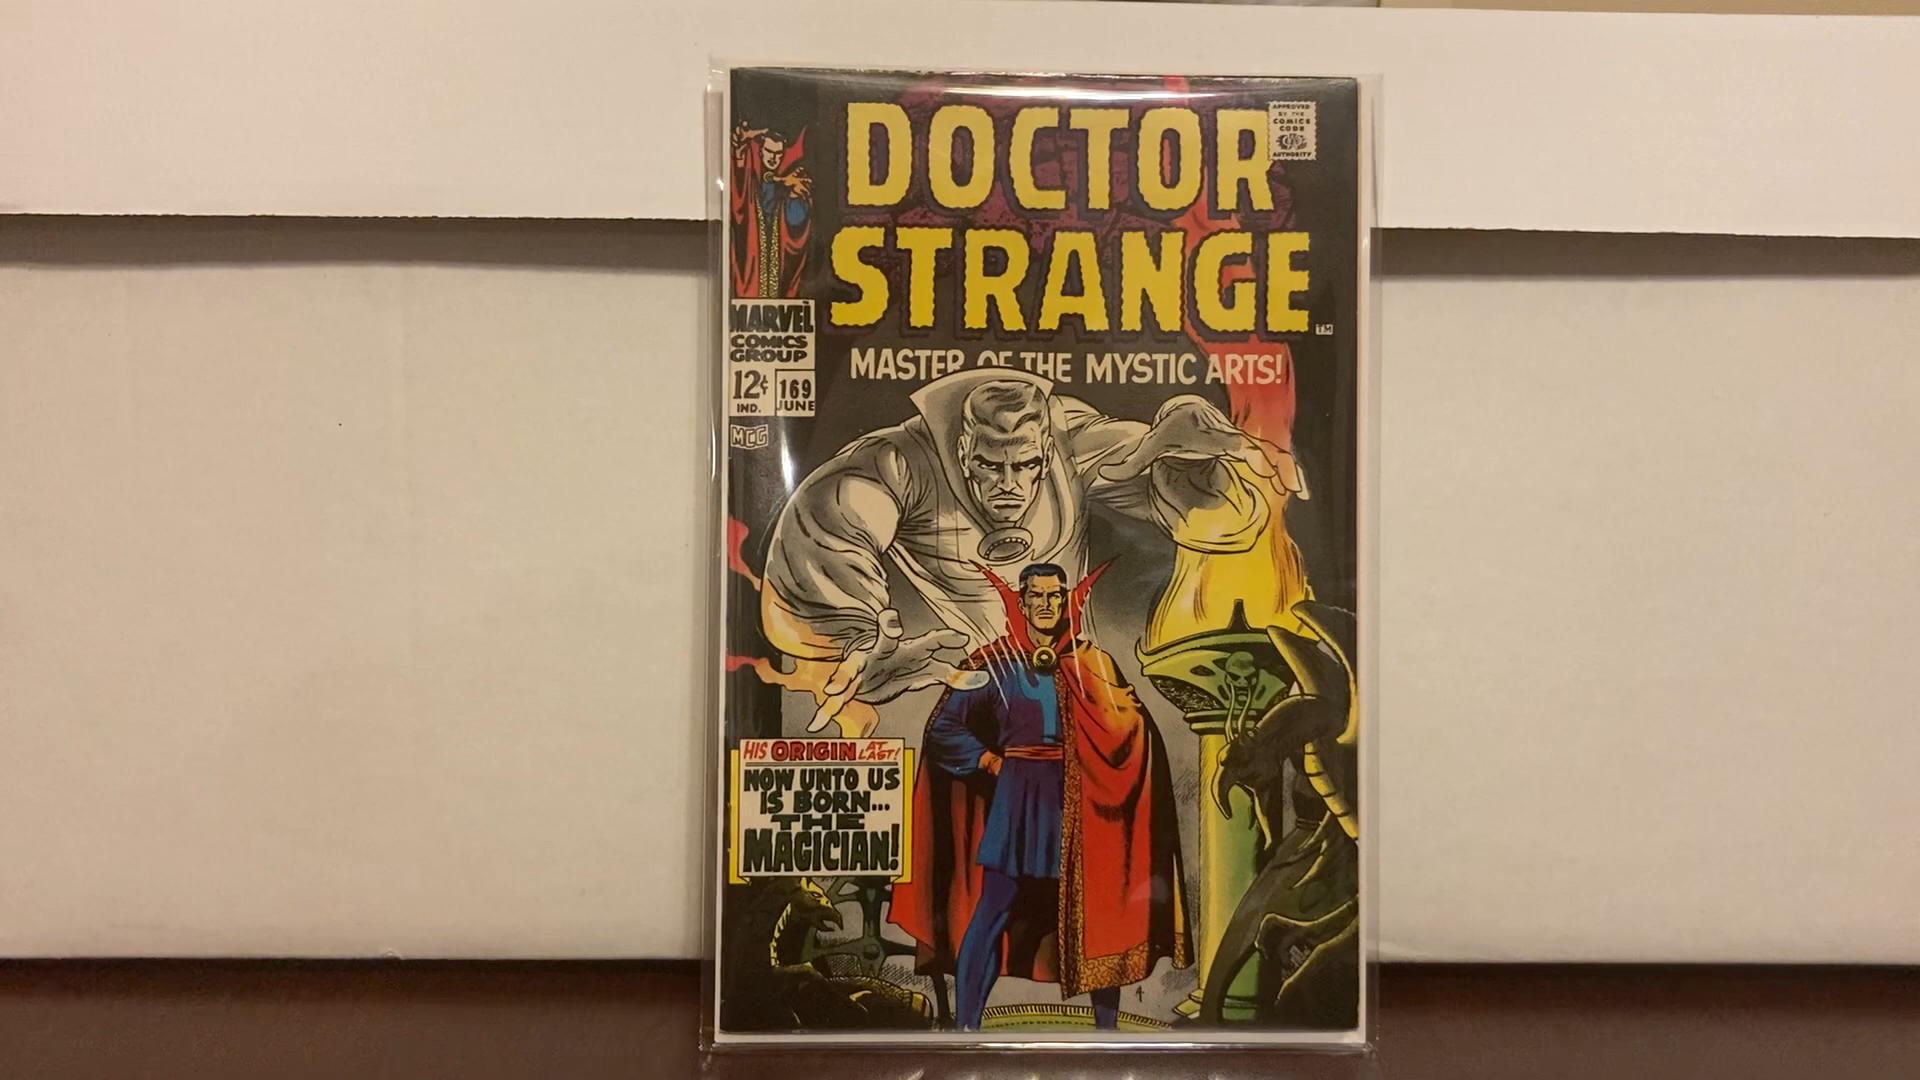 DOCTOR
STRANGE
TM
APPROVED
BY THE
COMICS
CODE
AUTHORITY
MARVEL
COMICS
GROUP
12¢
IND.
169
JUNE
MCG
MASTER OF THE MYSTIC ARTS!
HIS ORIGIN AT LAST!
NOW UNTO US
IS BORN...
THE
MAGICIAN!